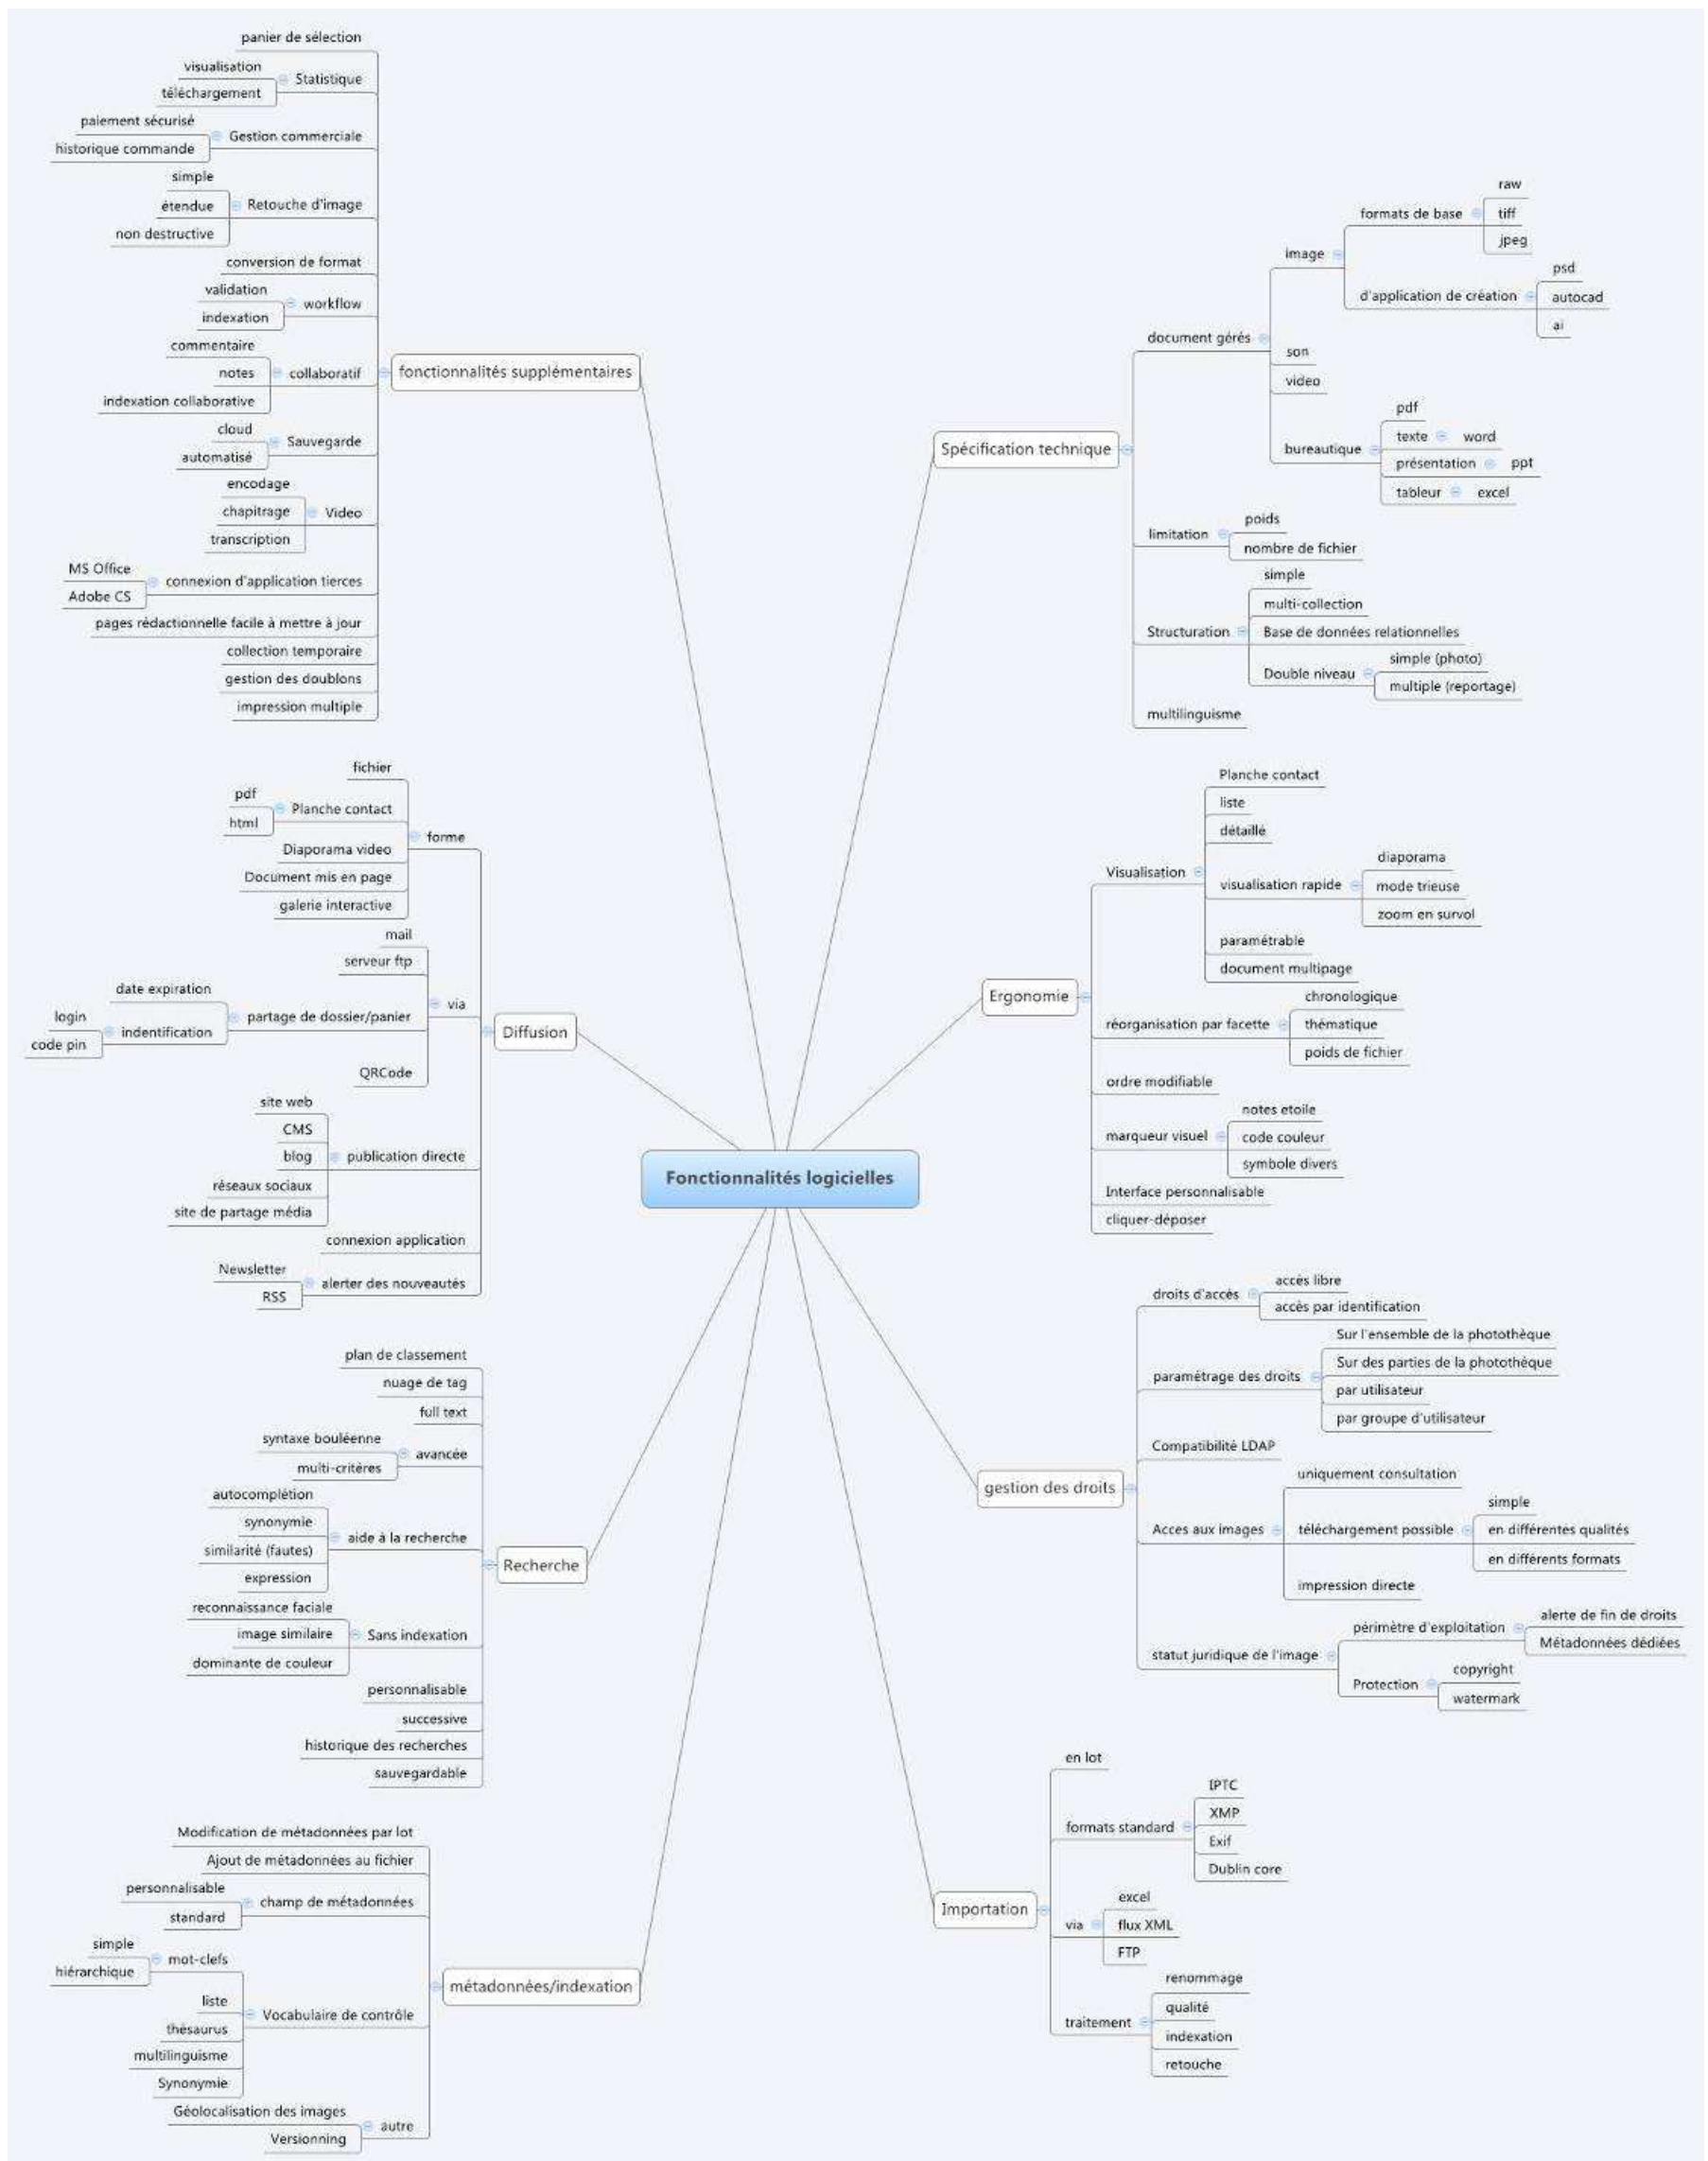 Fonctionnalités logicielles
fonctionnalités supplémentaires
panier de sélection
Statistique
visualisation
téléchargement
Gestion commerciale
paiement sécurisé
historique commande
Retouche d'image
simple
étendue
non destructive
conversion de format
workflow
validation
indexation
collaboratif
commentaire
notes
indexation collaborative
Sauvegarde
cloud
automatisé
Video
encodage
chapitrage
transcription
connexion d'application tierces
MS Office
Adobe CS
pages rédactionnelle facile à mettre à jour
collection temporaire
gestion des doublons
impression multiple
Diffusion
forme
fichier
Planche contact
pdf
html
Diaporama video
Document mis en page
galerie interactive
via
mail
serveur ftp
partage de dossier/panier
date expiration
indentification
login
code pin
QRCode
publication directe
site web
CMS
blog
réseaux sociaux
site de partage média
connexion application
alerter des nouveautés
Newsletter
RSS
Recherche
plan de classement
nuage de tag
full text
avancée
syntaxe bouléenne
multi-critères
aide à la recherche
autocomplétion
synonymie
similarité (fautes)
expression
Sans indexation
reconnaissance faciale
image similaire
dominante de couleur
personnalisable
successive
historique des recherches
sauvegardable
métadonnées/indexation
Modification de métadonnées par lot
Ajout de métadonnées au fichier
champ de métadonnées
personnalisable
standard
Vocabulaire de contrôle
mot-clefs
simple
hiérarchique
liste
thésaurus
multilinguisme
Synonymie
autre
Géolocalisation des images
Versionning
Spécification technique
document gérés
image
formats de base
raw
tiff
jpeg
d'application de création
psd
autocad
ai
son
video
bureautique
pdf
texte
word
présentation
ppt
tableur
excel
limitation
poids
nombre de fichier
Structuration
simple
multi-collection
Base de données relationnelles
Double niveau
simple (photo)
multiple (reportage)
multilinguisme
Ergonomie
Visualisation
Planche contact
liste
détaillé
visualisation rapide
diaporama
mode trieuse
zoom en survol
paramétrable
document multipage
réorganisation par facette
chronologique
thématique
poids de fichier
ordre modifiable
marqueur visuel
notes etoile
code couleur
symbole divers
Interface personnalisable
cliquer-déposer
gestion des droits
droits d'accès
accès libre
accès par identification
paramétrage des droits
Sur l'ensemble de la photothèque
Sur des parties de la photothèque
par utilisateur
par groupe d'utilisateur
Compatibilité LDAP
Acces aux images
uniquement consultation
téléchargement possible
simple
en différentes qualités
en différents formats
impression directe
statut juridique de l'image
périmètre d'exploitation
alerte de fin de droits
Métadonnées dédiées
Protection
copyright
watermark
Importation
en lot
formats standard
IPTC
XMP
Exif
Dublin core
via
excel
flux XML
FTP
traitement
renommage
qualité
indexation
retouche